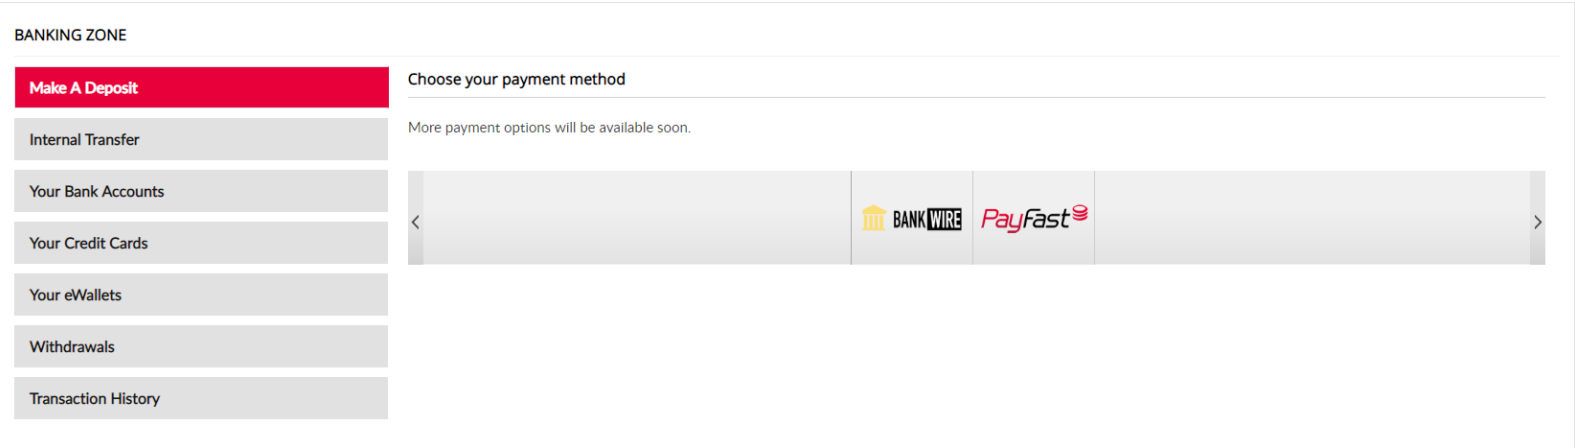 BANKING ZONE
Make A Deposit
Internal Transfer
Your Bank Accounts
Your Credit Cards
Your eWallets
Withdrawals
Transaction History
Choose your payment method
More payment options will be available soon.
BANK WIRE
PayFast